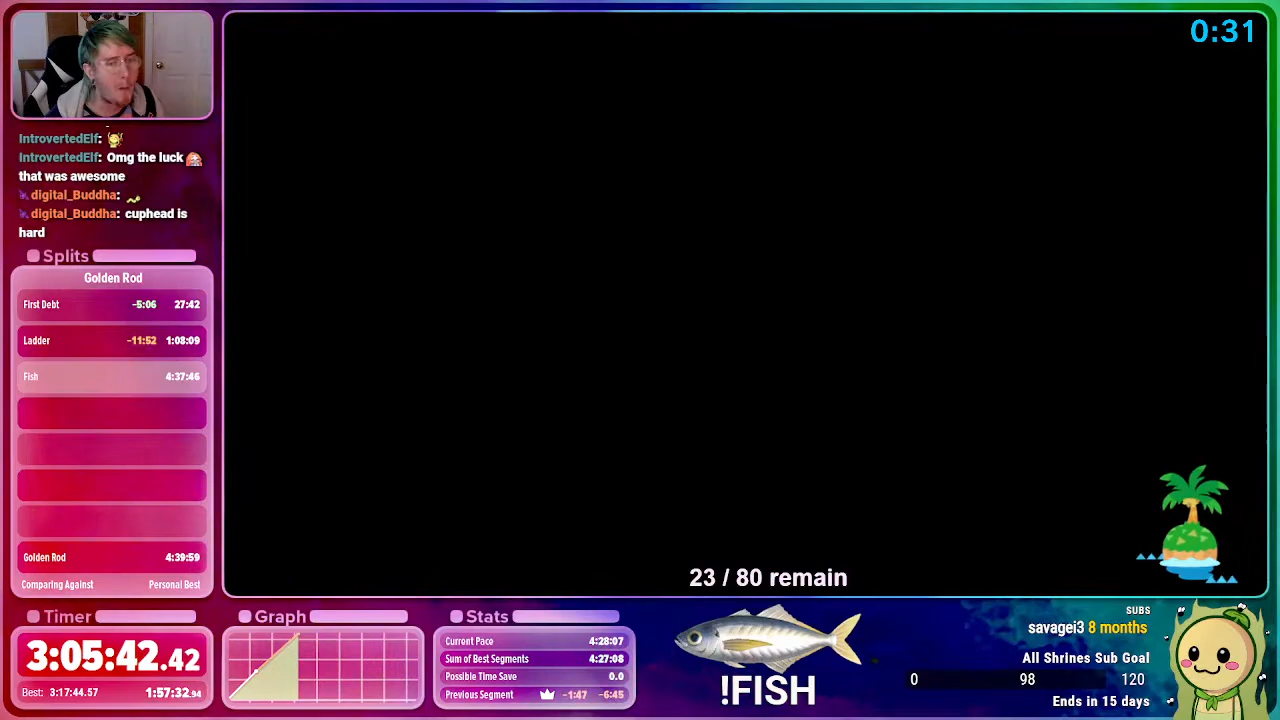 0:31
IntrovertedElf:
IntrovertedElf: Omg the luck
that was awesome
digital_Buddha:
digital_Buddha: cuphead is
hard
Splits
Golden Rod
First Debt -5:06 27:42
Ladder -11:52 1:08:09
Fish 4:37:46
Golden Rod 4:39:59
Comparing Against Personal Best
23 / 80 remain
Timer
3:05:42.42
Best: 3:17:44.57 1:57:32.94
Graph
Stats
Current Pace 4:28:07
Sum of Best Segments 4:27:08
Possible Time Save 0.0
Previous Segment -1:47 -6:45
!FISH
SUBS
savagei3 8 months
All Shrines Sub Goal
0 98 120
Ends in 15 days